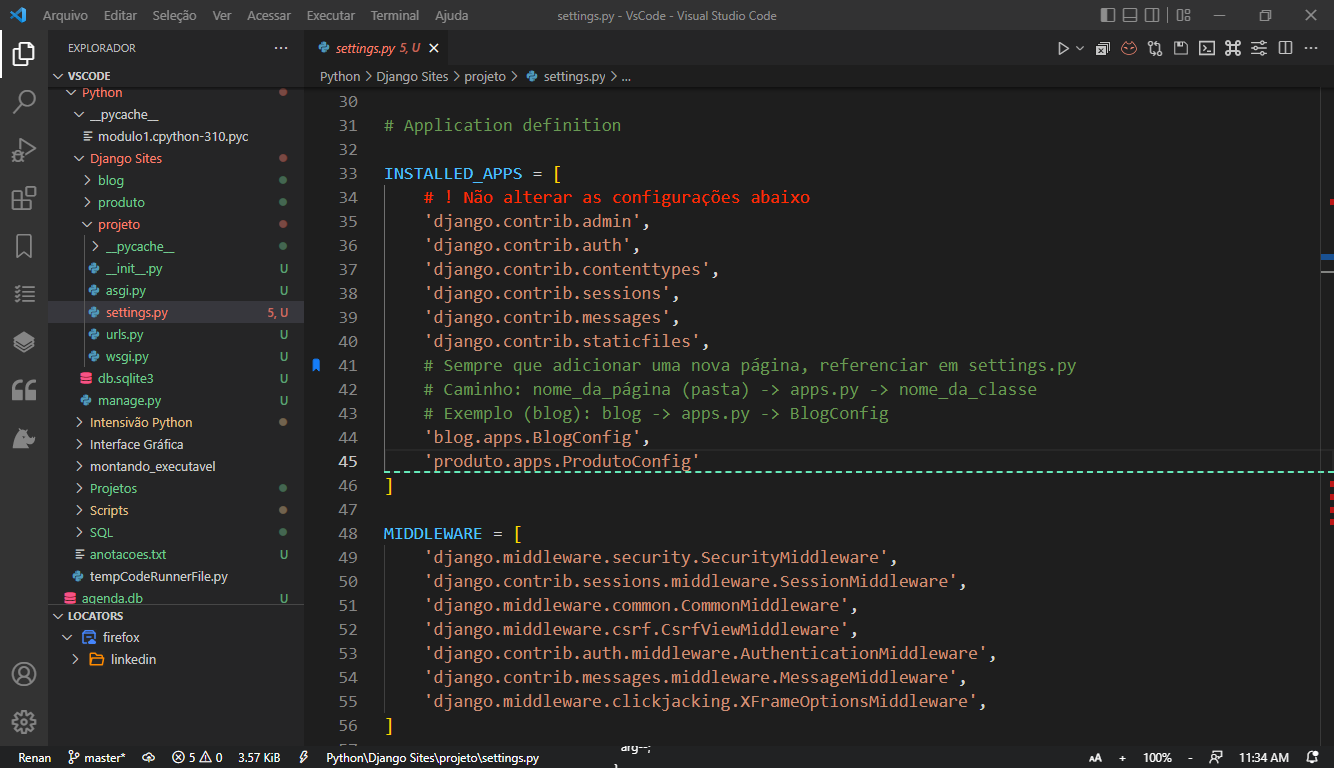 Arquivo Editar Seleção Ver Acessar Executar Terminal Ajuda
settings.py - VsCode - Visual Studio Code
EXPLORADOR
VSCODE
Python
__pycache__
modulo1.cpython-310.pyc
Django Sites
blog
produto
projeto
__pycache__
__init__.py U
asgi.py U
settings.py 5, U
urls.py U
wsgi.py U
db.sqlite3 U
manage.py U
Intensivão Python
Interface Gráfica
montando_executavel
Projetos
Scripts
SQL
anotacoes.txt U
tempCodeRunnerFile.py
agenda.db U
LOCATORS
firefox
linkedin
settings.py 5, U
Python > Django Sites > projeto > settings.py > ...
30
31 # Application definition
32
33 INSTALLED_APPS = [
34 # ! Não alterar as configurações abaixo
35 'django.contrib.admin',
36 'django.contrib.auth',
37 'django.contrib.contenttypes',
38 'django.contrib.sessions',
39 'django.contrib.messages',
40 'django.contrib.staticfiles',
41 # Sempre que adicionar uma nova página, referenciar em settings.py
42 # Caminho: nome_da_página (pasta) -> apps.py -> nome_da_classe
43 # Exemplo (blog): blog -> apps.py -> BlogConfig
44 'blog.apps.BlogConfig',
45 'produto.apps.ProdutoConfig'
46 ]
47
48 MIDDLEWARE = [
49 'django.middleware.security.SecurityMiddleware',
50 'django.contrib.sessions.middleware.SessionMiddleware',
51 'django.middleware.common.CommonMiddleware',
52 'django.middleware.csrf.CsrfViewMiddleware',
53 'django.contrib.auth.middleware.AuthenticationMiddleware',
54 'django.contrib.messages.middleware.MessageMiddleware',
55 'django.middleware.clickjacking.XFrameOptionsMiddleware',
56 ]
Renan master* 5 0 3.57 KiB Python\Django Sites\projeto\settings.py arg--; AA + 100% - 11:34 AM